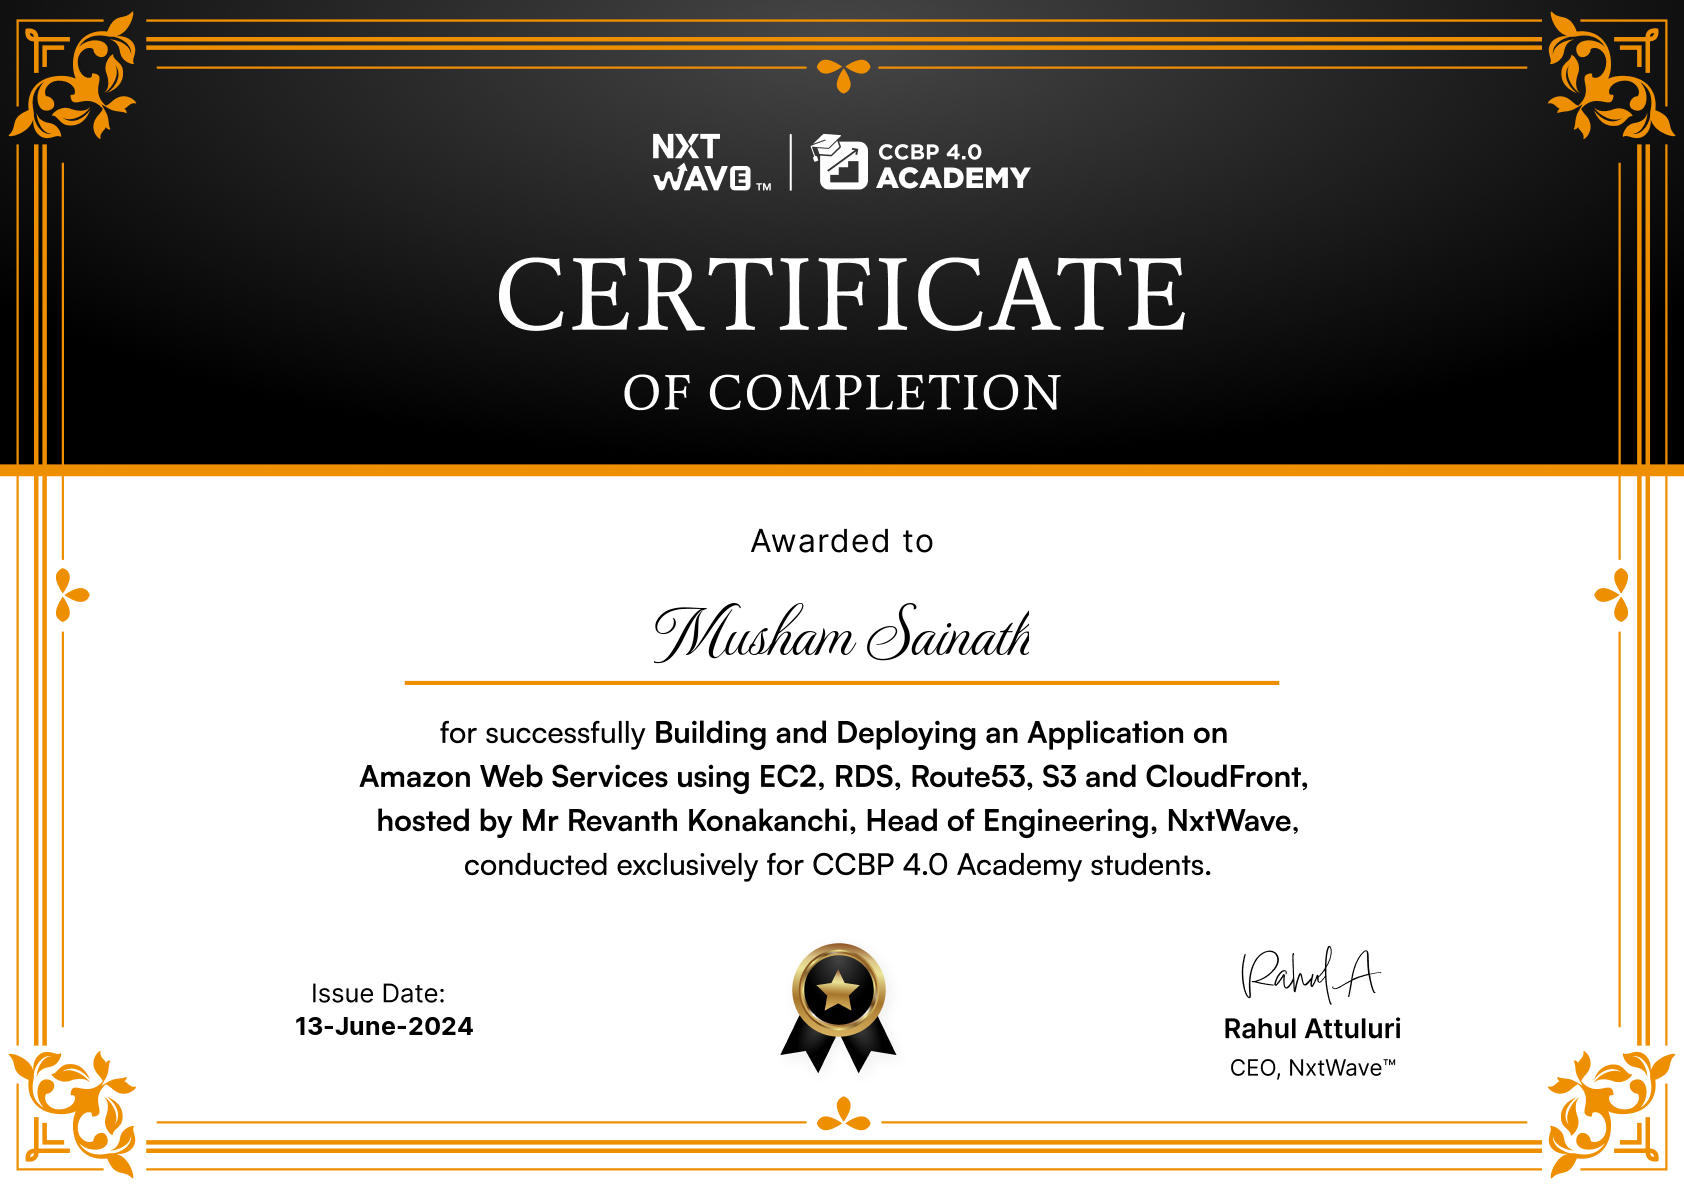 NXT
WAVE™
CCBP 4.0
ACADEMY
CERTIFICATE
OF COMPLETION
Awarded to
Musham Sainath
for successfully Building and Deploying an Application on
Amazon Web Services using EC2, RDS, Route53, S3 and CloudFront,
hosted by Mr Revanth Konakanchi, Head of Engineering, NxtWave,
conducted exclusively for CCBP 4.0 Academy students.
Issue Date:
13-June-2024
Rahul A
Rahul Attuluri
CEO, NxtWave™